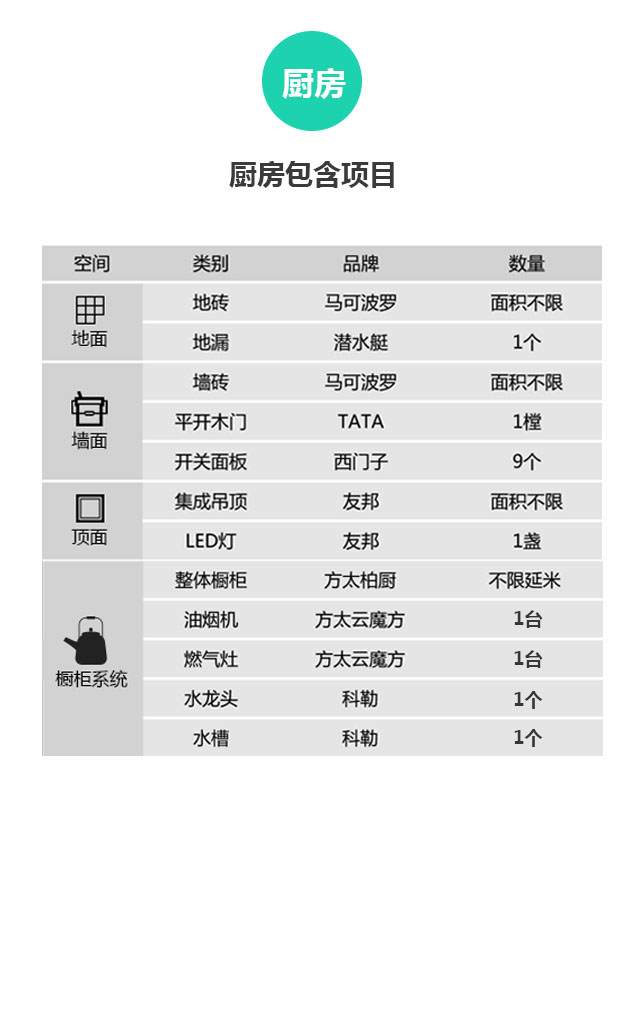 厨房
厨房包含项目
空间 类别 品牌 数量
地面
地砖 马可波罗 面积不限
地漏 潜水艇 1个
墙面
墙砖 马可波罗 面积不限
平开木门 TATA 1樘
开关面板 西门子 9个
顶面
集成吊顶 友邦 面积不限
LED灯 友邦 1盏
橱柜系统
整体橱柜 方太柏厨 不限延米
油烟机 方太云魔方 1台
燃气灶 方太云魔方 1台
水龙头 科勒 1个
水槽 科勒 1个